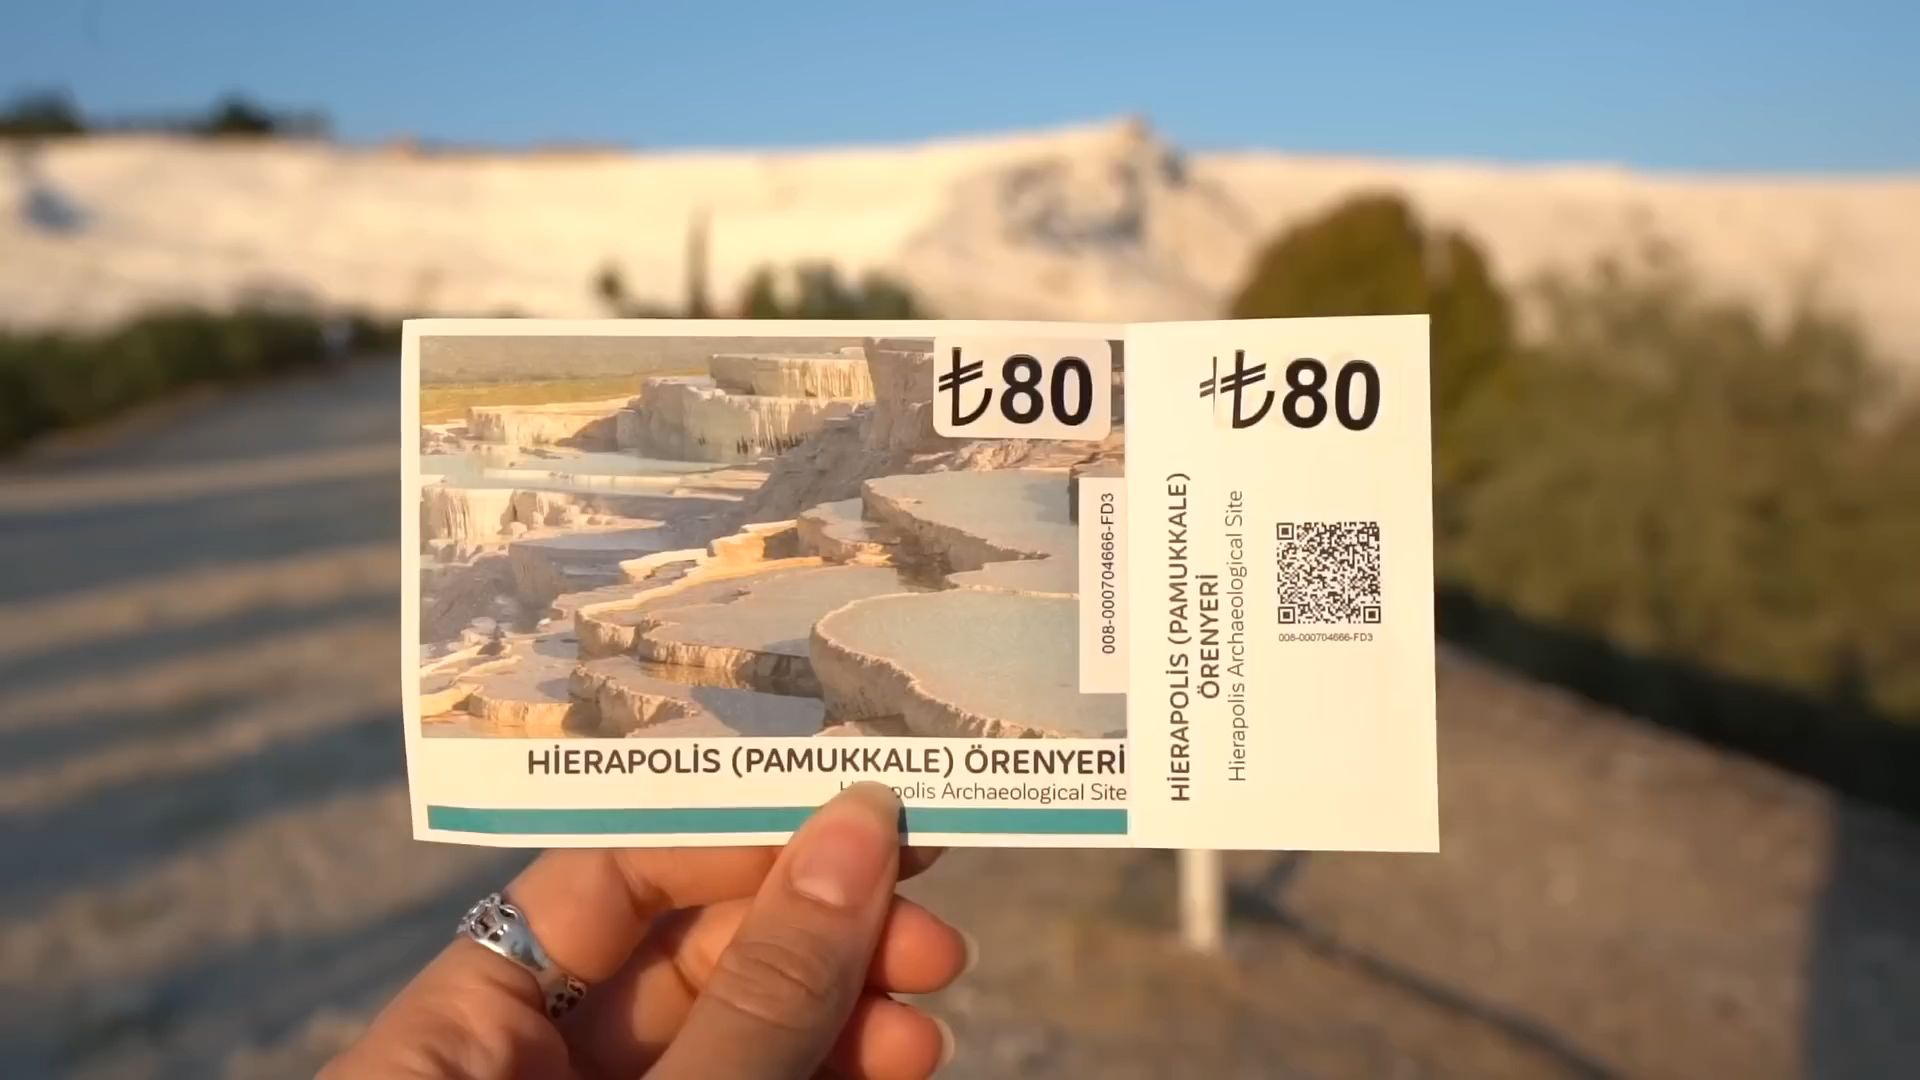 ₺80
008-000704666-FD3
HİERAPOLİS (PAMUKKALE) ÖRENYERİ
Archaeological Site
₺80
HİERAPOLİS (PAMUKKALE)
ÖRENYERİ
Hierapolis Archaeological Site
008-000704666-FD3